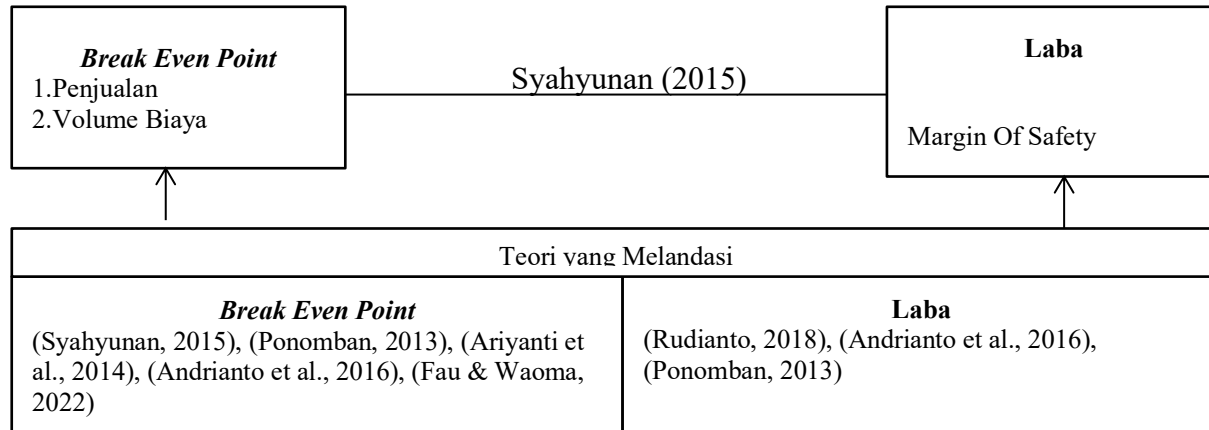 Break Even Point
1.Penjualan
2.Volume Biaya
Syahyunan (2015)
Laba
Margin Of Safety
Teori yang Melandasi
Break Even Point
(Syahyunan, 2015), (Ponomban, 2013), (Ariyanti et
al., 2014), (Andrianto et al., 2016), (Fau & Waoma,
2022)
Laba
(Rudianto, 2018), (Andrianto et al., 2016),
(Ponomban, 2013)